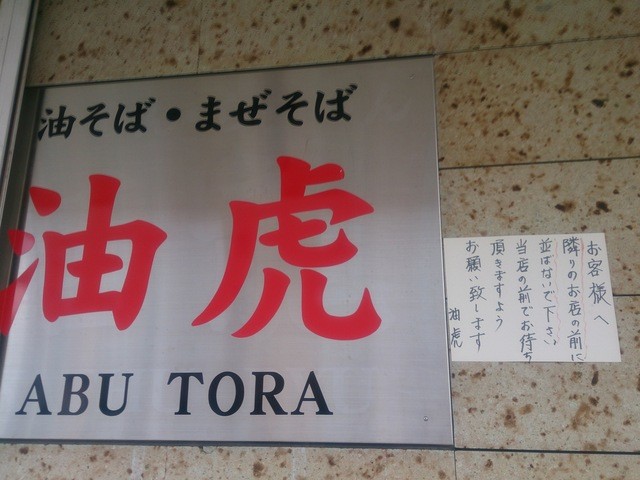 油そば・まぜそば
油虎
ABU TORA
お客様へ
隣りのお店の前に
並ばないで下さい
当店の前でお待ち
頂きますよう
お願い致します
油虎